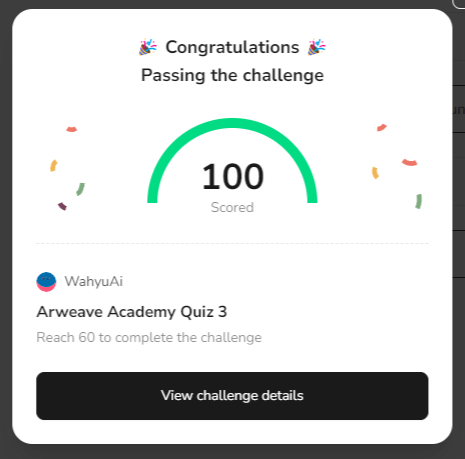 🎉 Congratulations 🎉
Passing the challenge
100
Scored
WahyuAi
Arweave Academy Quiz 3
Reach 60 to complete the challenge
View challenge details